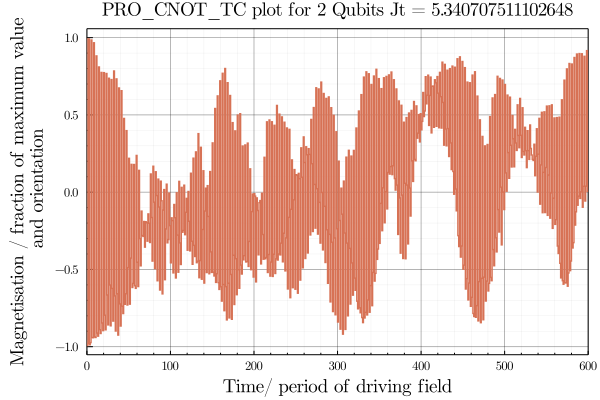 PRO_CNOT_TC plot for 2 Qubits Jt = 5.340707511102648
Magnetisation / fraction of maximum value
and orientation
1.0
0.5
0.0
−0.5
−1.0
0 100 200 300 400 500 600
Time/ period of driving field